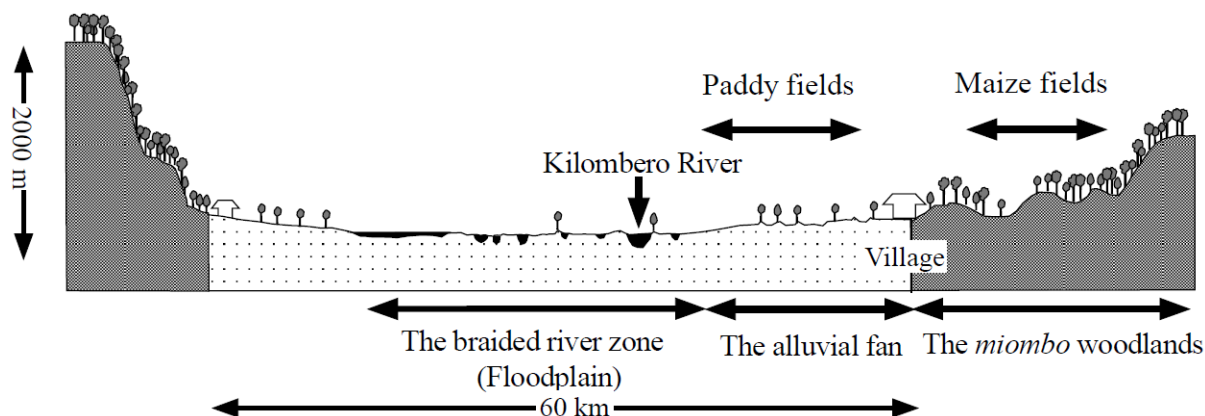 2000 m
Paddy fields
Maize fields
Kilombero River
Village
The braided river zone
(Floodplain)
The alluvial fan
The miombo woodlands
60 km